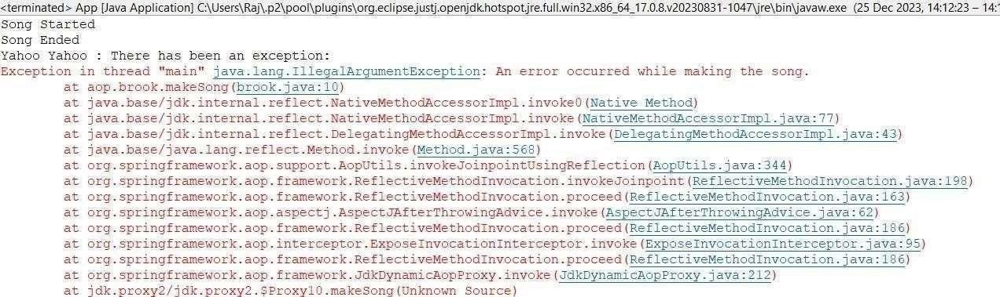 <terminated> App [Java Application] C:\Users\Raj\.p2\pool\plugins\org.eclipse.justj.openjdk.hotspot.jre.full.win32.x86_64_17.0.8.v20230831-1047\jre\bin\javaw.exe (25 Dec 2023, 14:12:23 – 14:1
Song Started
Song Ended
Yahoo Yahoo : There has been an exception:
Exception in thread "main" java.lang.IllegalArgumentException: An error occurred while making the song.
at aop.brook.makeSong(brook.java:10)
at java.base/jdk.internal.reflect.NativeMethodAccessorImpl.invoke0(Native Method)
at java.base/jdk.internal.reflect.NativeMethodAccessorImpl.invoke(NativeMethodAccessorImpl.java:77)
at java.base/jdk.internal.reflect.DelegatingMethodAccessorImpl.invoke(DelegatingMethodAccessorImpl.java:43)
at java.base/java.lang.reflect.Method.invoke(Method.java:568)
at org.springframework.aop.support.AopUtils.invokeJoinpointUsingReflection(AopUtils.java:344)
at org.springframework.aop.framework.ReflectiveMethodInvocation.invokeJoinpoint(ReflectiveMethodInvocation.java:198)
at org.springframework.aop.framework.ReflectiveMethodInvocation.proceed(ReflectiveMethodInvocation.java:163)
at org.springframework.aop.aspectj.AspectJAfterThrowingAdvice.invoke(AspectJAfterThrowingAdvice.java:62)
at org.springframework.aop.framework.ReflectiveMethodInvocation.proceed(ReflectiveMethodInvocation.java:186)
at org.springframework.aop.interceptor.ExposeInvocationInterceptor.invoke(ExposeInvocationInterceptor.java:95)
at org.springframework.aop.framework.ReflectiveMethodInvocation.proceed(ReflectiveMethodInvocation.java:186)
at org.springframework.aop.framework.JdkDynamicAopProxy.invoke(JdkDynamicAopProxy.java:212)
at jdk.proxy2/jdk.proxy2.$Proxy10.makeSong(Unknown Source)